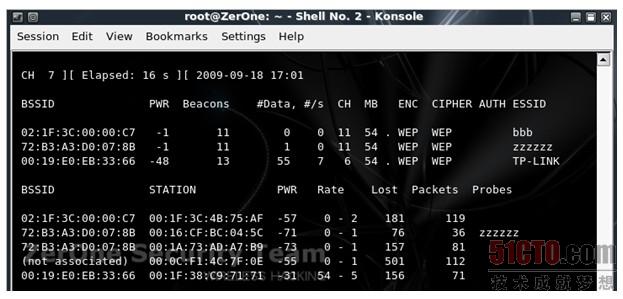 root@ZerOne: ~ - Shell No. 2 - Konsole
Session Edit View Bookmarks Settings Help
CH 7 ][ Elapsed: 16 s ][ 2009-09-18 17:01
BSSID PWR Beacons #Data, #/s CH MB ENC CIPHER AUTH ESSID
02:1F:3C:00:00:C7 -1 11 0 0 11 54 . WEP WEP bbb
72:B3:A3:D0:07:8B -1 11 1 0 11 54 . WEP WEP zzzzzz
00:19:E0:EB:33:66 -48 13 55 7 6 54 . WEP WEP TP-LINK
BSSID STATION PWR Rate Lost Packets Probes
02:1F:3C:00:00:C7 00:1F:3C:4B:75:AF -57 0 - 2 181 119
72:B3:A3:D0:07:8B 00:16:CF:BC:04:5C -71 0 - 1 76 36 zzzzzz
72:B3:A3:D0:07:8B 00:1A:73:AD:A7:B9 -73 0 - 1 157 81
(not associated) 00:0C:F1:4C:7F:0E -55 0 - 1 501 112
00:19:E0:EB:33:66 00:1F:38:C9:71:71 -31 54 - 5 156 71
ZerOne Security Team
51CTO.com
技术成就梦想